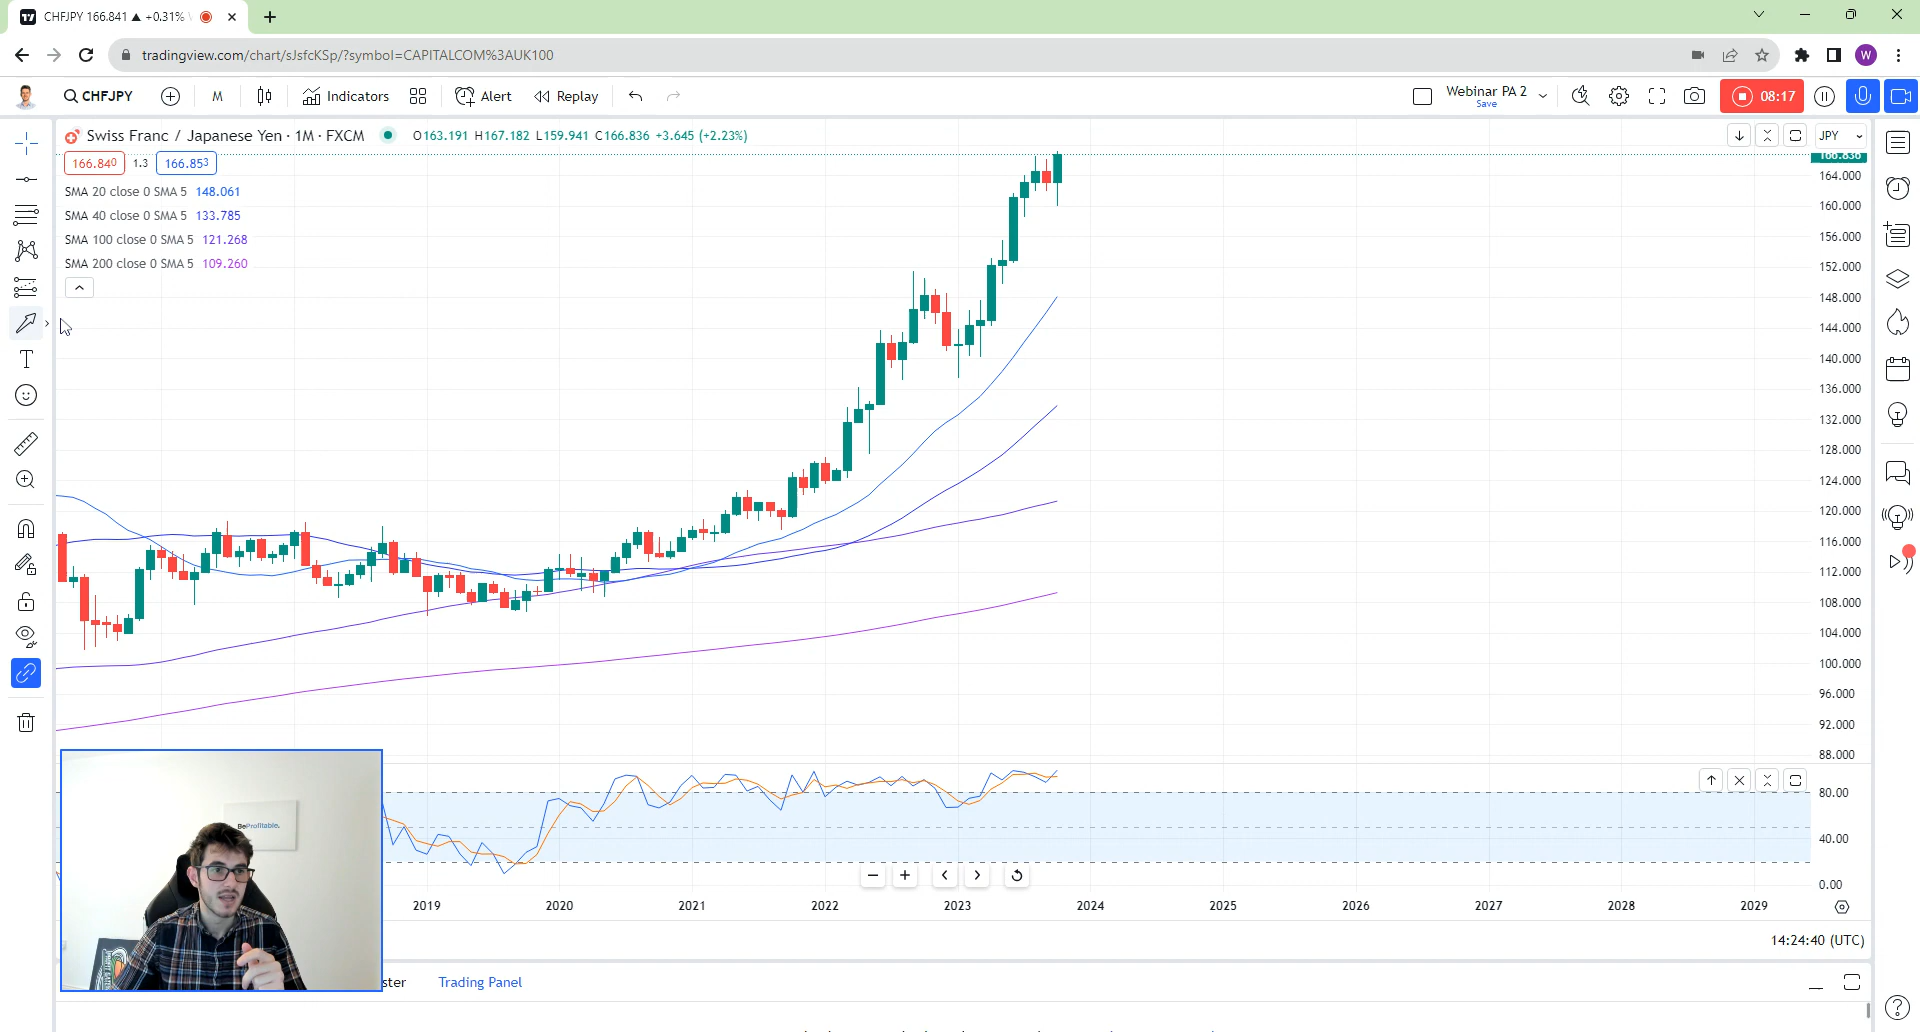 CHFJPY 166.841 ▲ +0.31%
tradingview.com/chart/sJsfcKSp/?symbol=CAPITALCOM%3AUK100
W
CHFJPY
M
Indicators
Alert
Replay
Webinar PA 2
Save
08:17
Swiss Franc / Japanese Yen · 1M · FXCM
O163.191 H167.182 L159.941 C166.836 +3.645 (+2.23%)
JPY
166.840
1.3
166.853
166.836
SMA 20 close 0 SMA 5 148.061
SMA 40 close 0 SMA 5 133.785
SMA 100 close 0 SMA 5 121.268
SMA 200 close 0 SMA 5 109.260
164.000
160.000
156.000
152.000
148.000
144.000
140.000
136.000
132.000
128.000
124.000
120.000
116.000
112.000
108.000
104.000
100.000
96.000
92.000
88.000
80.00
40.00
0.00
BeProfitable.
2019
2020
2021
2022
2023
2024
2025
2026
2027
2028
2029
14:24:40 (UTC)
ster
Trading Panel